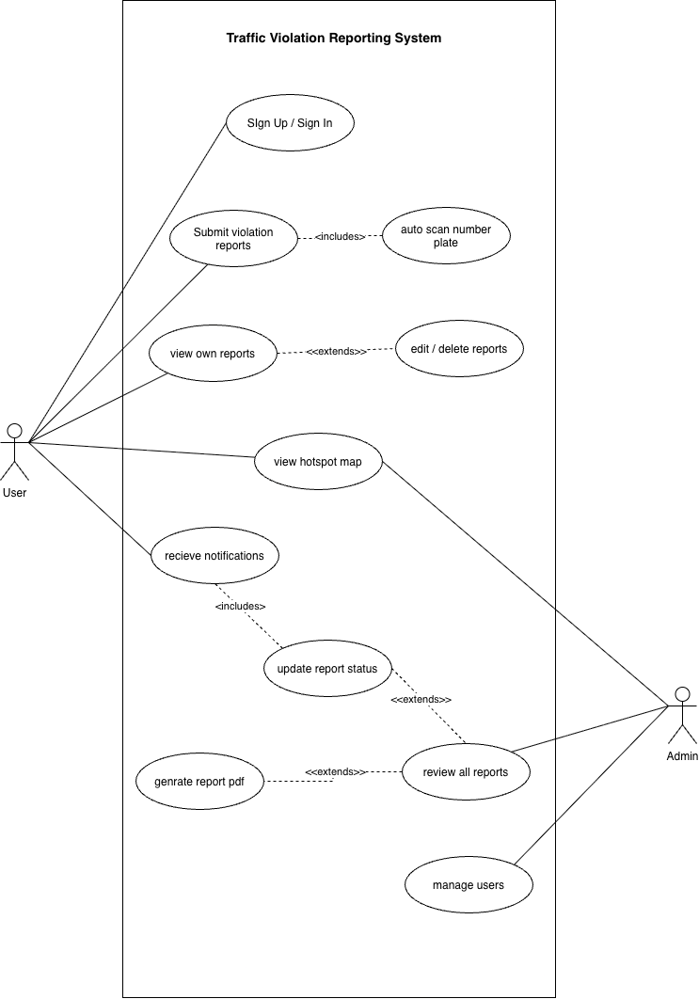 Traffic Violation Reporting System
SIgn Up / Sign In
Submit violation
reports
<includes>
auto scan number
plate
view own reports
<<extends>>
edit / delete reports
view hotspot map
User
recieve notifications
<includes>
update report status
<<extends>>
Admin
genrate report pdf
<<extends>>
review all reports
manage users